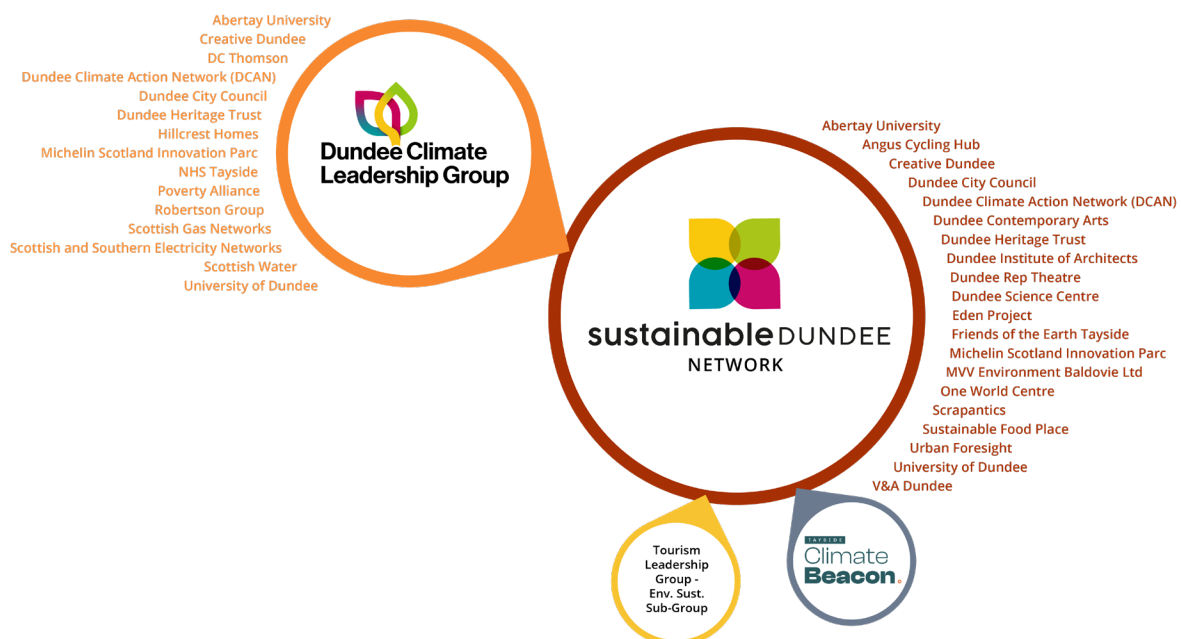 Abertay University
Creative Dundee
DC Thomson
Dundee Climate Action Network (DCAN)
Dundee City Council
Dundee Heritage Trust
Hillcrest Homes
Michelin Scotland Innovation Parc
NHS Tayside
Poverty Alliance
Robertson Group
Scottish Gas Networks
Scottish and Southern Electricity Networks
Scottish Water
University of Dundee
Dundee Climate
Leadership Group
sustainableDUNDEE
NETWORK
Abertay University
Angus Cycling Hub
Creative Dundee
Dundee City Council
Dundee Climate Action Network (DCAN)
Dundee Contemporary Arts
Dundee Heritage Trust
Dundee Institute of Architects
Dundee Rep Theatre
Dundee Science Centre
Eden Project
Friends of the Earth Tayside
Michelin Scotland Innovation Parc
MVV Environment Baldovie Ltd
One World Centre
Scrapantics
Sustainable Food Place
Urban Foresight
University of Dundee
V&A Dundee
Tourism
Leadership
Group -
Env. Sust.
Sub-Group
TAYSIDE
Climate
Beacon.